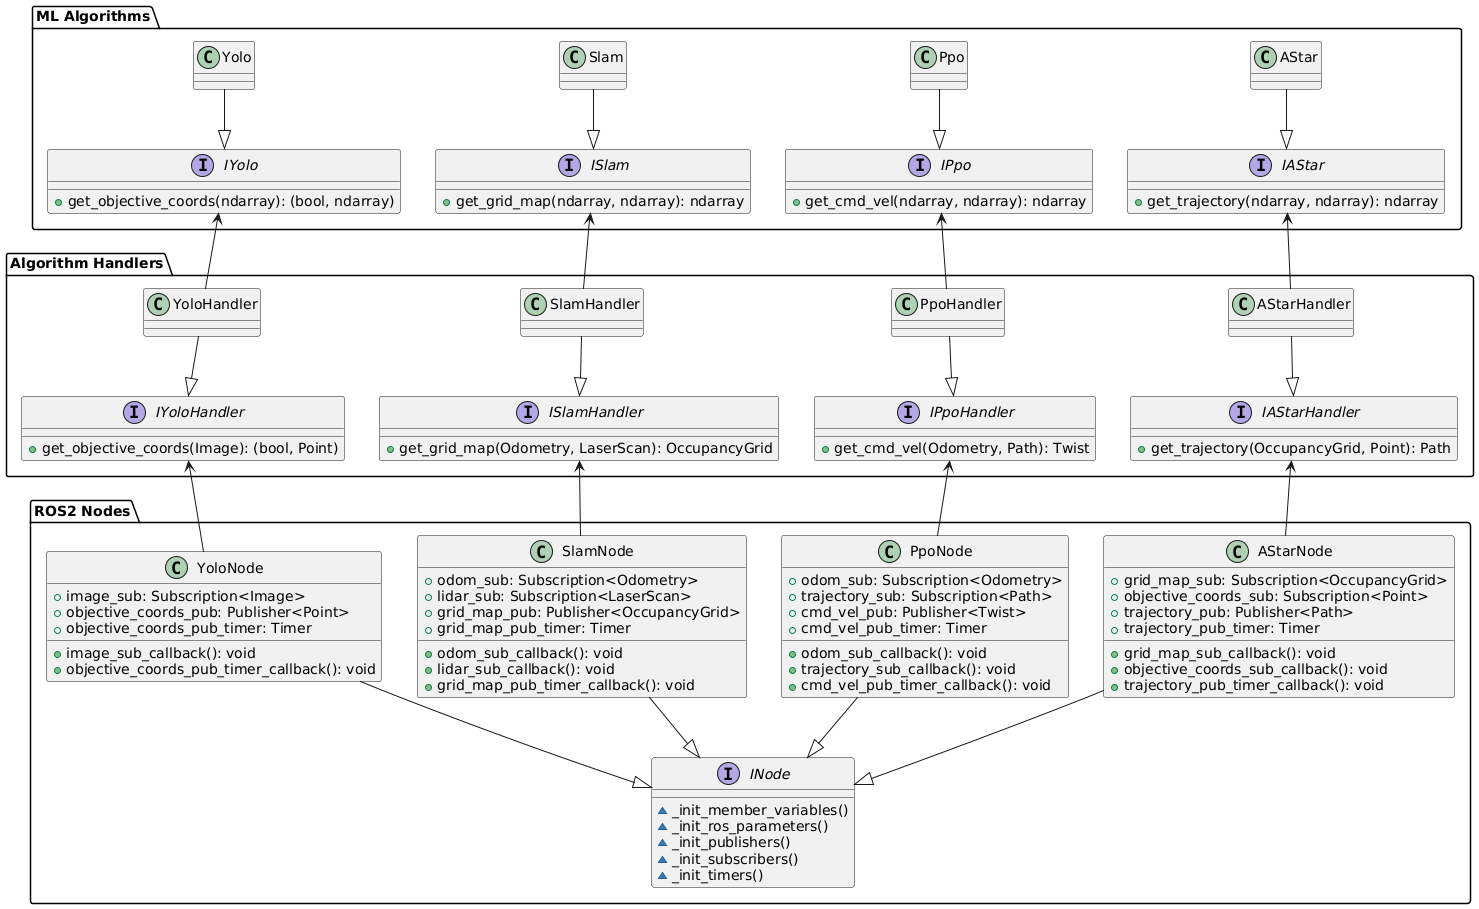 ML Algorithms
C Yolo
C Slam
C Ppo
C AStar
I IYolo
get_objective_coords(ndarray): (bool, ndarray)
I ISlam
get_grid_map(ndarray, ndarray): ndarray
I IPpo
get_cmd_vel(ndarray, ndarray): ndarray
I IAStar
get_trajectory(ndarray, ndarray): ndarray
Algorithm Handlers
C YoloHandler
C SlamHandler
C PpoHandler
C AStarHandler
I IYoloHandler
get_objective_coords(Image): (bool, Point)
I ISlamHandler
get_grid_map(Odometry, LaserScan): OccupancyGrid
I IPpoHandler
get_cmd_vel(Odometry, Path): Twist
I IAStarHandler
get_trajectory(OccupancyGrid, Point): Path
ROS2 Nodes
C YoloNode
image_sub: Subscription<Image>
objective_coords_pub: Publisher<Point>
objective_coords_pub_timer: Timer
image_sub_callback(): void
objective_coords_pub_timer_callback(): void
C SlamNode
odom_sub: Subscription<Odometry>
lidar_sub: Subscription<LaserScan>
grid_map_pub: Publisher<OccupancyGrid>
grid_map_pub_timer: Timer
odom_sub_callback(): void
lidar_sub_callback(): void
grid_map_pub_timer_callback(): void
C PpoNode
odom_sub: Subscription<Odometry>
trajectory_sub: Subscription<Path>
cmd_vel_pub: Publisher<Twist>
cmd_vel_pub_timer: Timer
odom_sub_callback(): void
trajectory_sub_callback(): void
cmd_vel_pub_timer_callback(): void
C AStarNode
grid_map_sub: Subscription<OccupancyGrid>
objective_coords_sub: Subscription<Point>
trajectory_pub: Publisher<Path>
trajectory_pub_timer: Timer
grid_map_sub_callback(): void
objective_coords_sub_callback(): void
trajectory_pub_timer_callback(): void
I INode
_init_member_variables()
_init_ros_parameters()
_init_publishers()
_init_subscribers()
_init_timers()